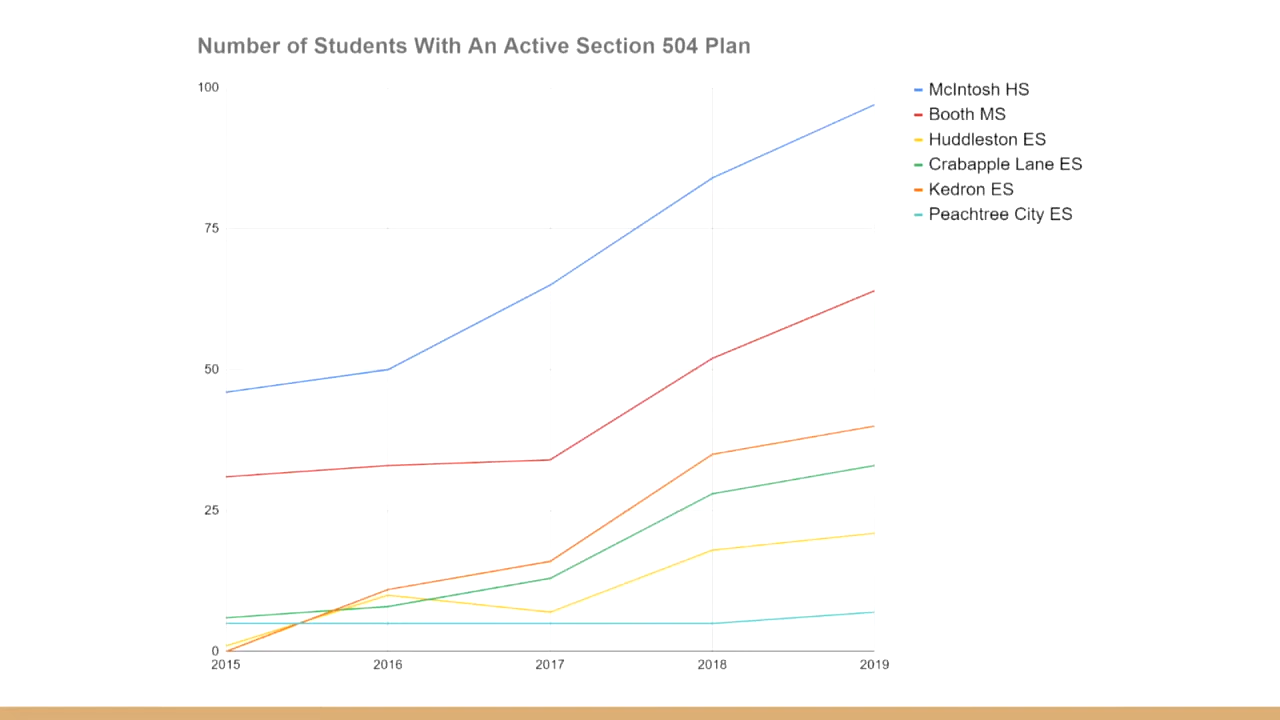 Number of Students With An Active Section 504 Plan
100
75
50
25
0
2015 2016 2017 2018 2019
McIntosh HS
Booth MS
Huddleston ES
Crabapple Lane ES
Kedron ES
Peachtree City ES